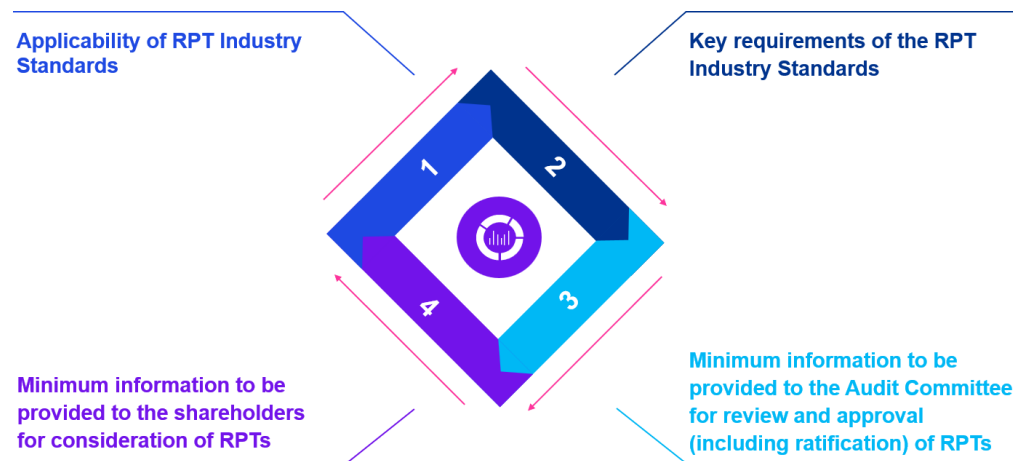 Applicability of RPT Industry
Standards
Key requirements of the RPT
Industry Standards
1
2
3
4
Minimum information to be
provided to the shareholders
for consideration of RPTs
Minimum information to be
provided to the Audit Committee
for review and approval
(including ratification) of RPTs